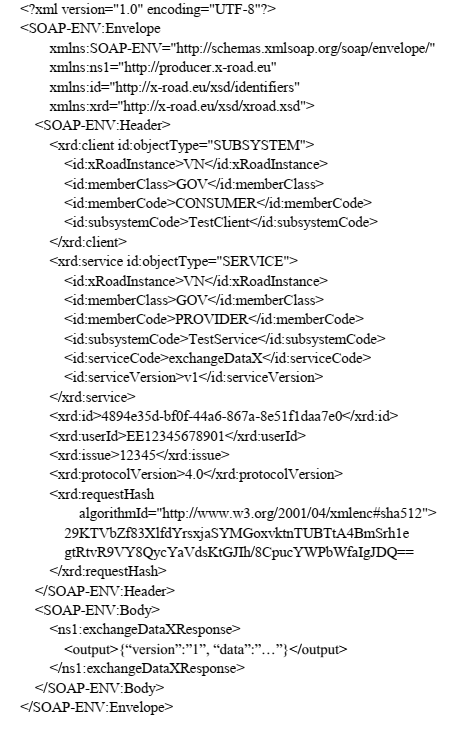 <?xml version="1.0" encoding="UTF-8"?>
<SOAP-ENV:Envelope
xmlns:SOAP-ENV="http://schemas.xmlsoap.org/soap/envelope/"
xmlns:ns1="http://producer.x-road.eu"
xmlns:id="http://x-road.eu/xsd/identifiers"
xmlns:xrd="http://x-road.eu/xsd/xroad.xsd">
<SOAP-ENV:Header>
<xrd:client id:objectType="SUBSYSTEM">
<id:xRoadInstance>VN</id:xRoadInstance>
<id:memberClass>GOV</id:memberClass>
<id:memberCode>CONSUMER</id:memberCode>
<id:subsystemCode>TestClient</id:subsystemCode>
</xrd:client>
<xrd:service id:objectType="SERVICE">
<id:xRoadInstance>VN</id:xRoadInstance>
<id:memberClass>GOV</id:memberClass>
<id:memberCode>PROVIDER</id:memberCode>
<id:subsystemCode>TestService</id:subsystemCode>
<id:serviceCode>exchangeDataX</id:serviceCode>
<id:serviceVersion>v1</id:serviceVersion>
</xrd:service>
<xrd:id>4894e35d-bf0f-44a6-867a-8e51f1daa7e0</xrd:id>
<xrd:userId>EE12345678901</xrd:userId>
<xrd:issue>12345</xrd:issue>
<xrd:protocolVersion>4.0</xrd:protocolVersion>
<xrd:requestHash
algorithmId="http://www.w3.org/2001/04/xmlenc#sha512">
29KTVbZf83XlfdYrsxjaSYMGoxvktnTUBTtA4BmSrh1e
gtRtvR9VY8QycYaVdsKtGJIh/8CpucYWPbWfaIgJDQ==
</xrd:requestHash>
</SOAP-ENV:Header>
<SOAP-ENV:Body>
<ns1:exchangeDataXResponse>
<output>{“version”:”1”, “data”:”…”}</output>
</ns1:exchangeDataXResponse>
</SOAP-ENV:Body>
</SOAP-ENV:Envelope>